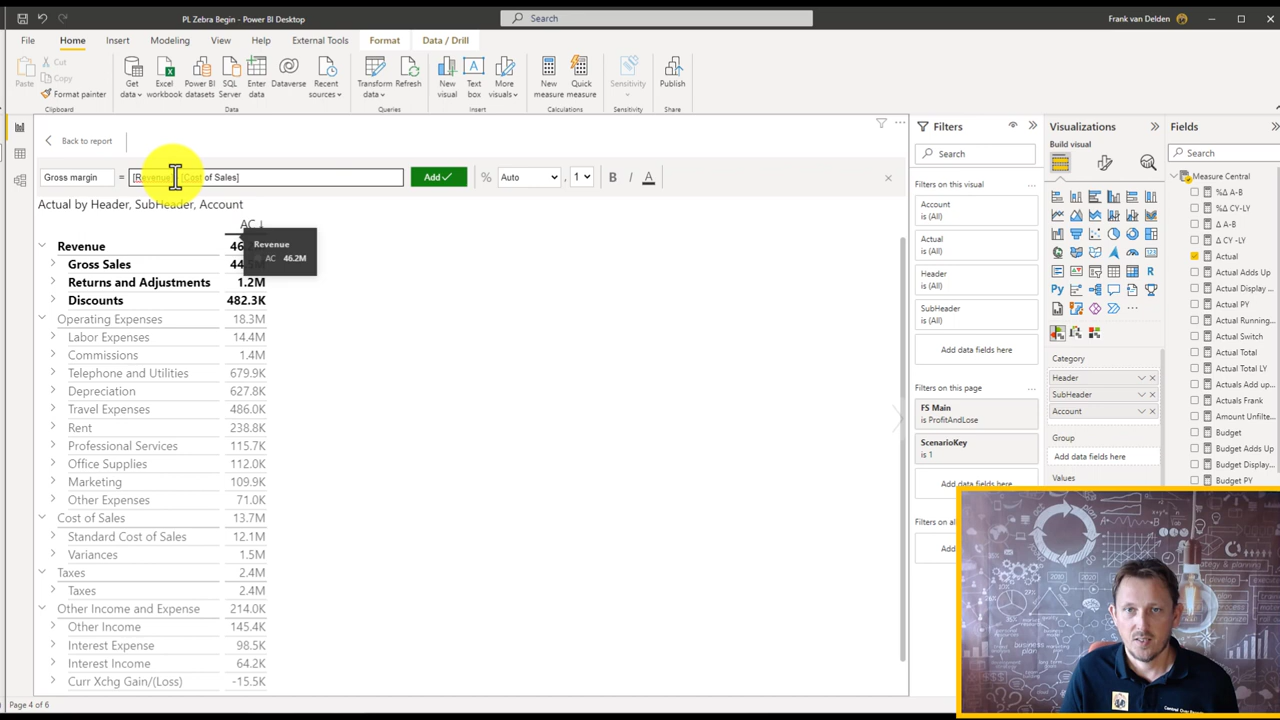 PL Zebra Begin - Power BI Desktop
Search
Frank van Delden
File Home Insert Modeling View Help External Tools Format Data / Drill
Paste
Cut
Copy
Format painter
Get data
Excel workbook
Power BI datasets
SQL Server
Enter data
Dataverse
Recent sources
Transform data
Refresh
New visual
Text box
More visuals
New measure
Quick measure
Sensitivity
Publish
Clipboard
Data
Queries
Insert
Calculations
Sensitivity
Share
Back to report
Gross margin = [Revenue] [Cost of Sales] Add % Auto , 1 B I A
Actual by Header, SubHeader, Account
AC
Revenue 46
Gross Sales 44
Returns and Adjustments 1.2M
Discounts 482.3K
Operating Expenses 18.3M
Labor Expenses 14.4M
Commissions 1.4M
Telephone and Utilities 679.9K
Depreciation 627.8K
Travel Expenses 486.0K
Rent 238.8K
Professional Services 115.7K
Office Supplies 112.0K
Marketing 109.9K
Other Expenses 71.0K
Cost of Sales 13.7M
Standard Cost of Sales 12.1M
Variances 1.5M
Taxes 2.4M
Taxes 2.4M
Other Income and Expense 214.0K
Other Income 145.4K
Interest Expense 98.5K
Interest Income 64.2K
Curr Xchg Gain/(Loss) -15.5K
Revenue
AC 46.2M
Page 4 of 6
Filters
Search
Filters on this visual
Account
is (All)
Actual
is (All)
Header
is (All)
SubHeader
is (All)
Add data fields here
Filters on this page
FS Main
is ProfitAndLose
ScenarioKey
is 1
Add data fields here
Visualizations
Build visual
Category
Header
SubHeader
Account
Group
Add data fields here
Values
Fields
Search
Measure Central
%Δ A-B
%Δ CY-LY
Δ A-B
Δ CY -LY
Actual
Actual Adds Up
Actual Display ...
Actual PY
Actual Running...
Actual Switch
Actual Total
Actual Total LY
Actuals Add up...
Actuals Frank
Amount Unfilte...
Budget
Budget Adds Up
Budget Display...
Budget PY